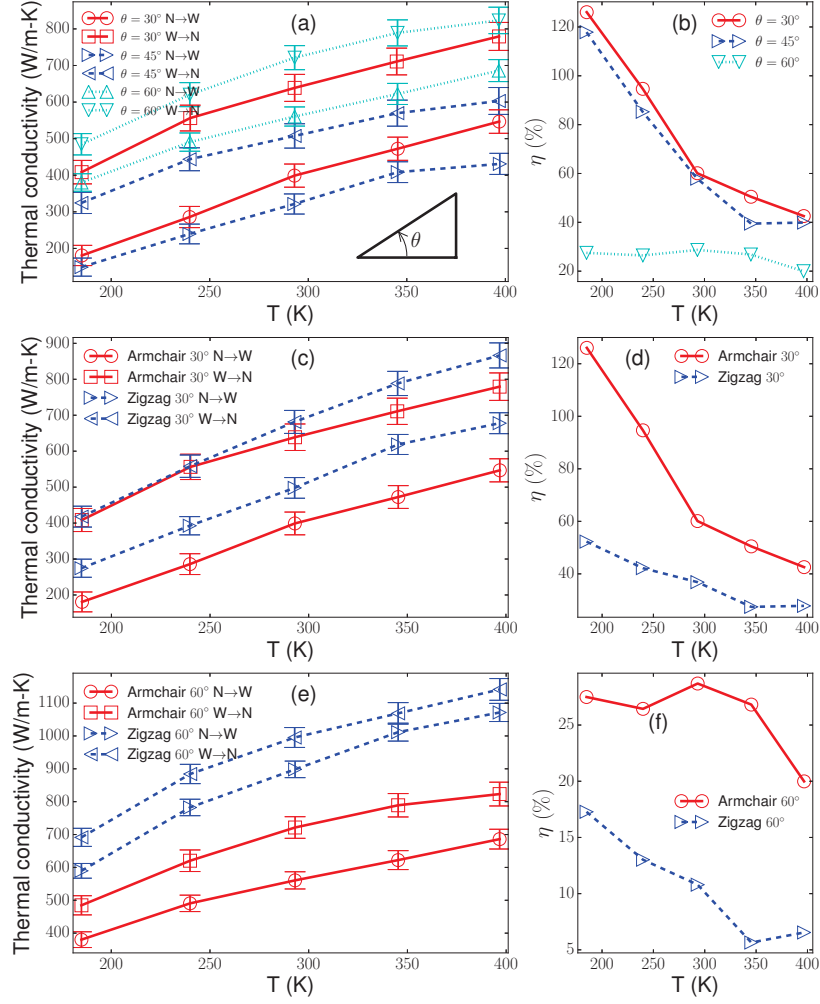 (a)
θ = 30° N→W
θ = 30° W→N
θ = 45° N→W
θ = 45° W→N
θ = 60° N→W
θ = 60° W→N
θ
800
700
600
500
400
300
200
Thermal conductivity (W/m-K)
200 250 300 350 400
T (K)
(b)
θ = 30°
θ = 45°
θ = 60°
120
100
80
60
40
20
η (%)
200 250 300 350 400
T (K)
(c)
Armchair 30° N→W
Armchair 30° W→N
Zigzag 30° N→W
Zigzag 30° W→N
900
800
700
600
500
400
300
200
Thermal conductivity (W/m-K)
200 250 300 350 400
T (K)
(d)
Armchair 30°
Zigzag 30°
120
100
80
60
40
η (%)
200 250 300 350 400
T (K)
(e)
Armchair 60° N→W
Armchair 60° W→N
Zigzag 60° N→W
Zigzag 60° W→N
1100
1000
900
800
700
600
500
400
Thermal conductivity (W/m-K)
200 250 300 350 400
T (K)
(f)
Armchair 60°
Zigzag 60°
25
20
15
10
5
η (%)
200 250 300 350 400
T (K)